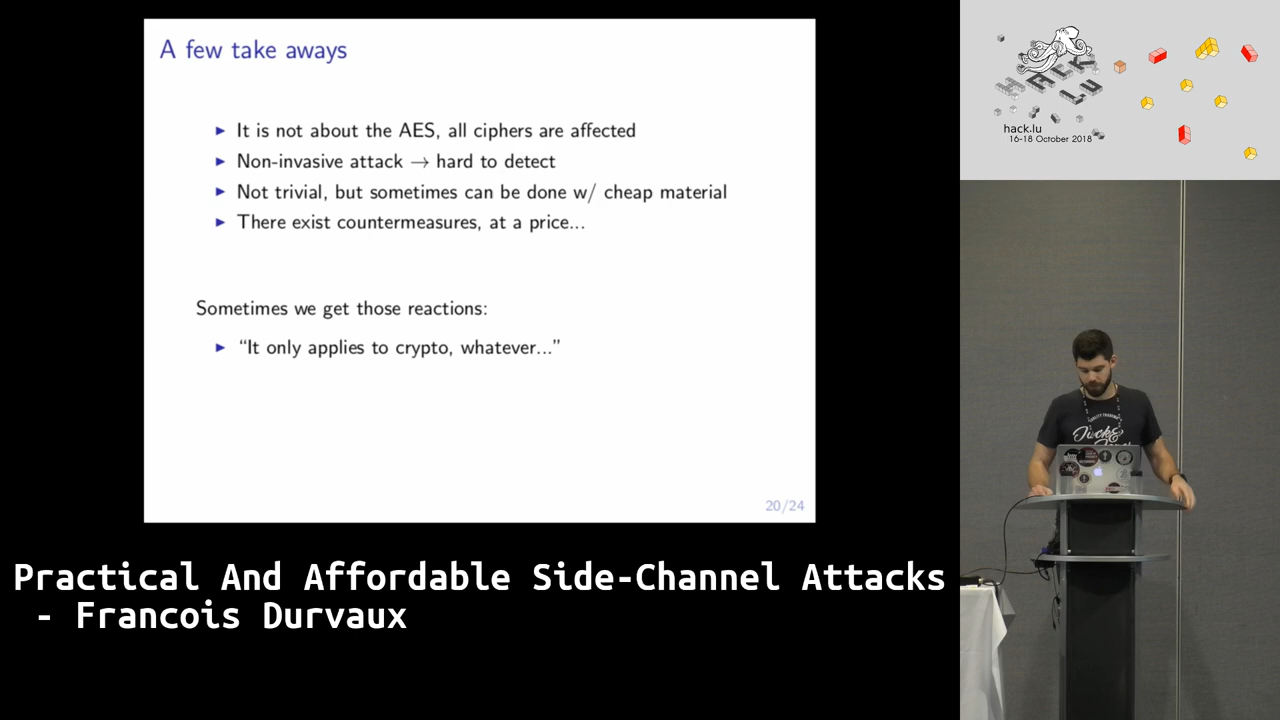 A few take aways
► It is not about the AES, all ciphers are affected
► Non-invasive attack → hard to detect
► Not trivial, but sometimes can be done w/ cheap material
► There exist countermeasures, at a price...
Sometimes we get those reactions:
► “It only applies to crypto, whatever...”
20/24
Practical And Affordable Side-Channel Attacks
- Francois Durvaux
HACK
LU
hack.lu
16-18 October 2018
Jack&